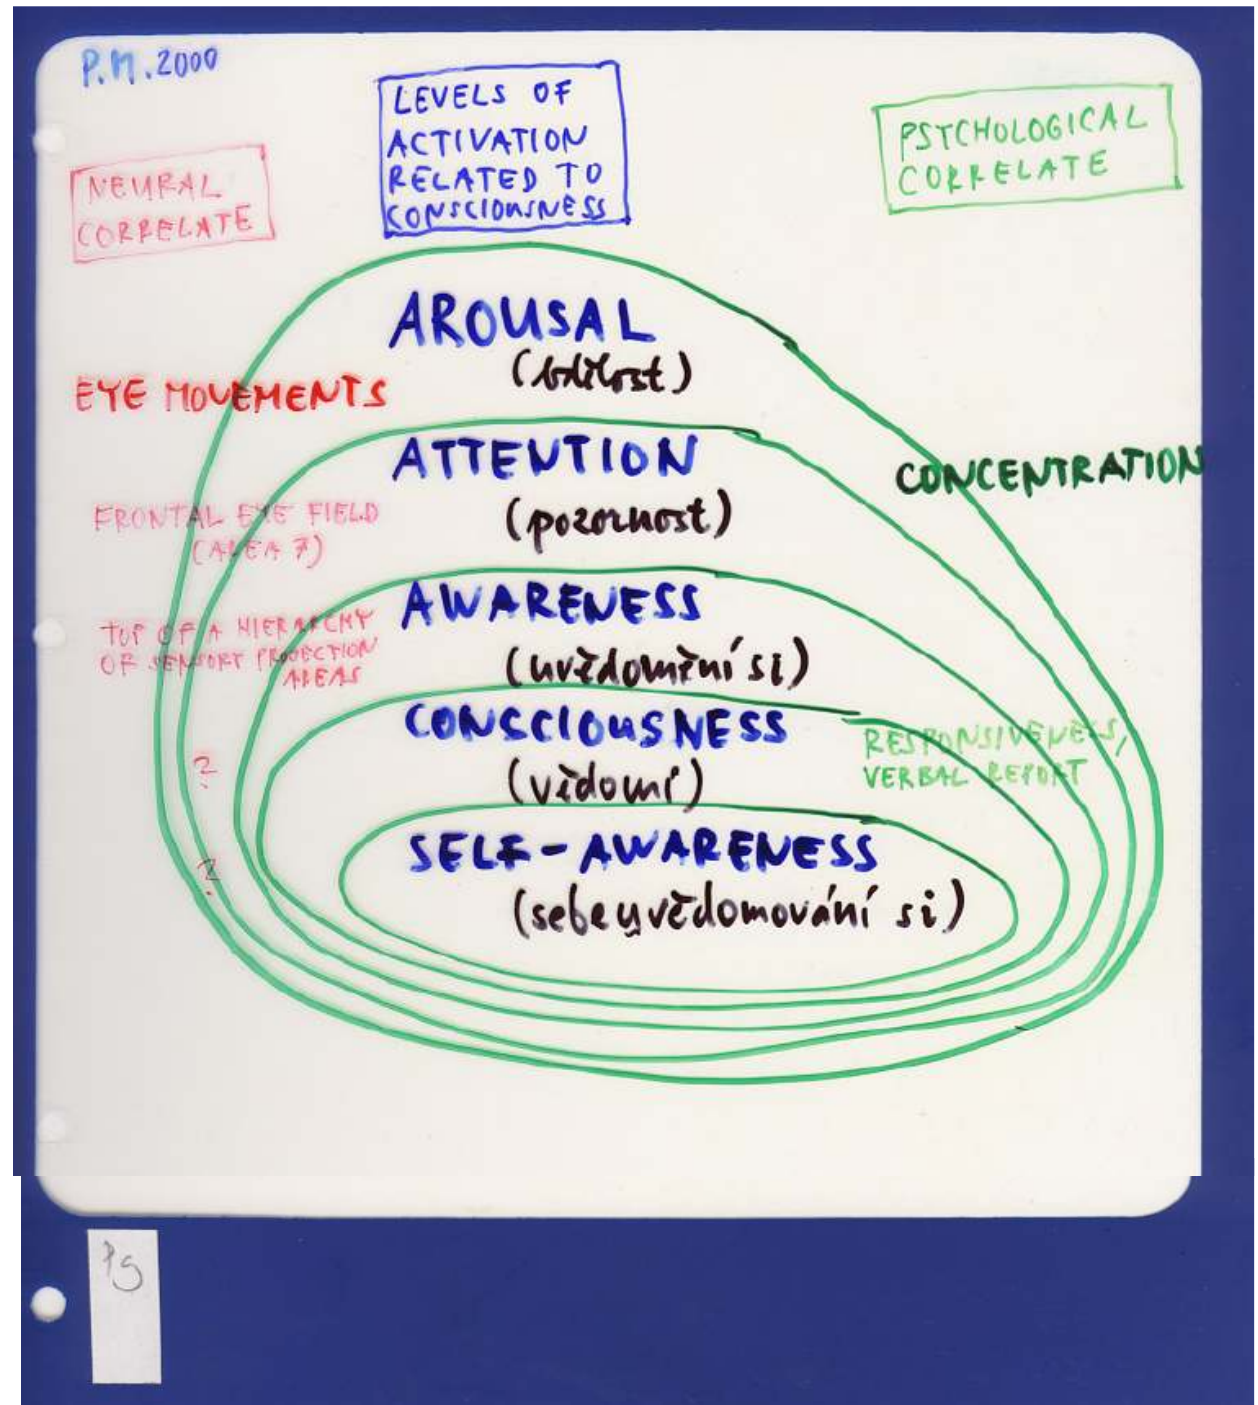 P.M. 2000
LEVELS OF
ACTIVATION
RELATED TO
CONSCIOUSNESS
PSYCHOLOGICAL
CORRELATE
NEURAL
CORRELATE
AROUSAL
(bdělost)
EYE MOVEMENTS
ATTENTION
CONCENTRATION
(pozornost)
FRONTAL EYE FIELD
(AREA 7)
AWARENESS
TOP OF A HIERARCHY
OF SENSORY PROJECTION
AREAS
(uvědomění si)
CONSCIOUSNESS
RESPONSIVENESS,
VERBAL REPORT
(vědomí)
?
SELF-AWARENESS
?
(sebeuvědomování si)